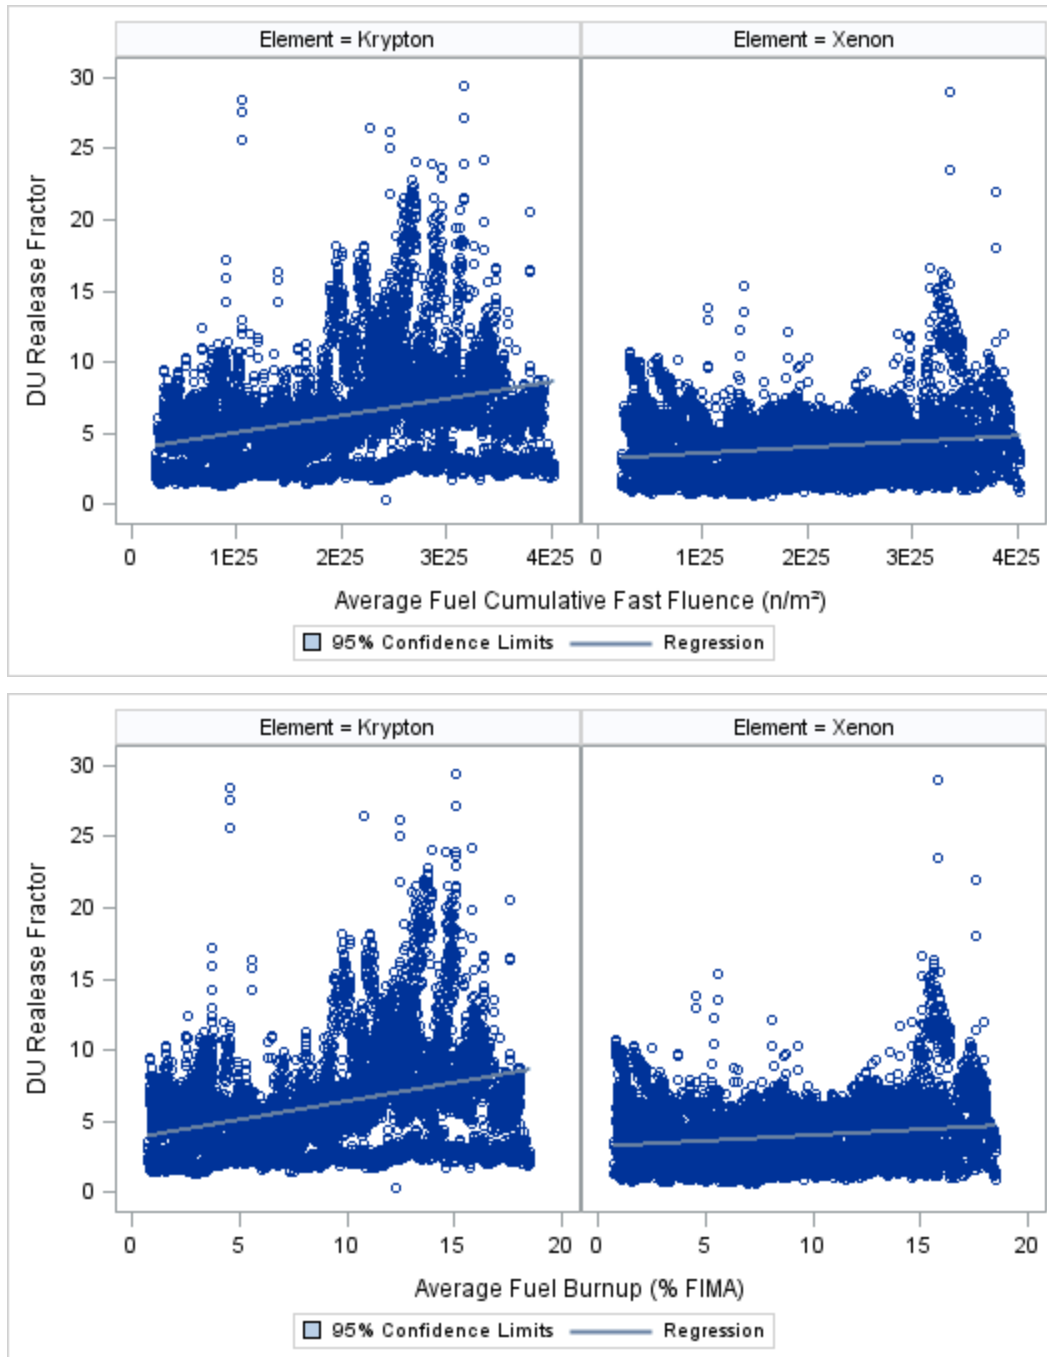 Element = Krypton
Element = Xenon
DU Realease Fractor
30
25
20
15
10
5
0
0
1E25
2E25
3E25
4E25
0
1E25
2E25
3E25
4E25
Average Fuel Cumulative Fast Fluence (n/m²)
95% Confidence Limits
Regression
Element = Krypton
Element = Xenon
DU Realease Fractor
30
25
20
15
10
5
0
0
5
10
15
20
0
5
10
15
20
Average Fuel Burnup (% FIMA)
95% Confidence Limits
Regression